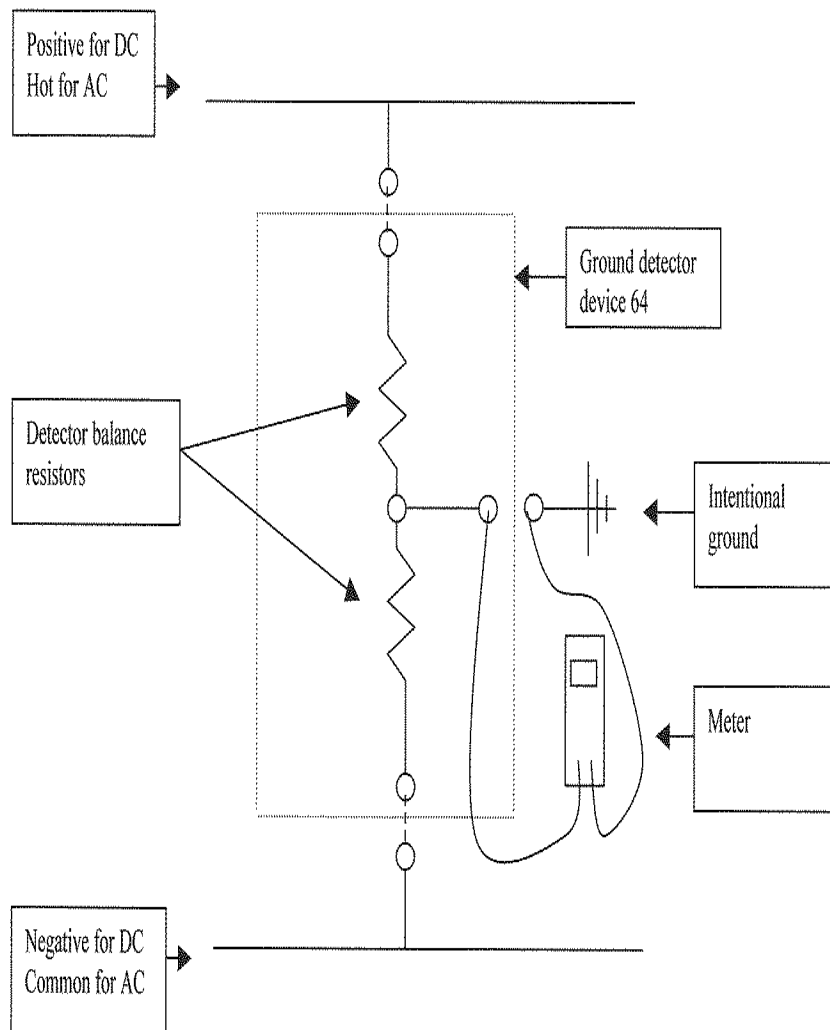 Positive for DC
Hot for AC
Ground detector
device 64
Detector balance
resistors
Intentional
ground
Meter
Negative for DC
Common for AC